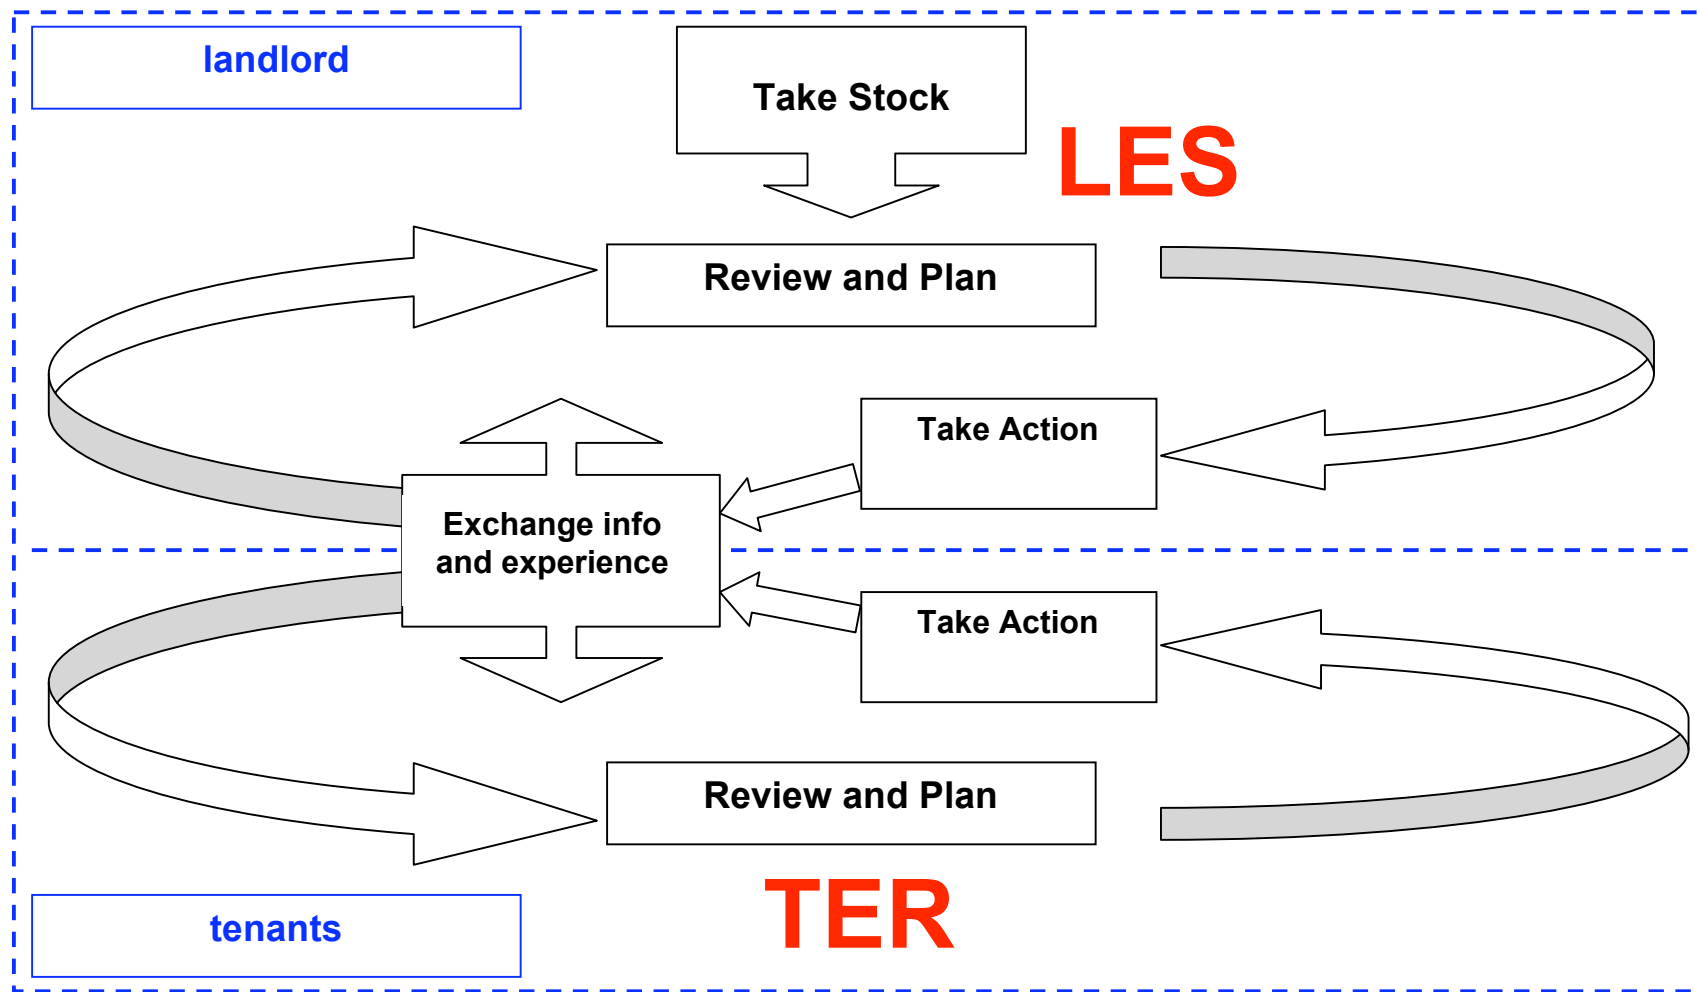 landlord
Take Stock
LES
Review and Plan
Take Action
Exchange info
and experience
Take Action
Review and Plan
TER
tenants